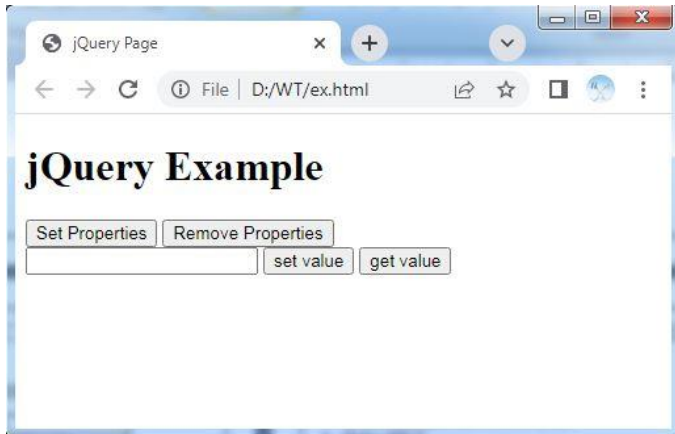 jQuery Page
File D:/WT/ex.html
jQuery Example
Set Properties Remove Properties
set value get value